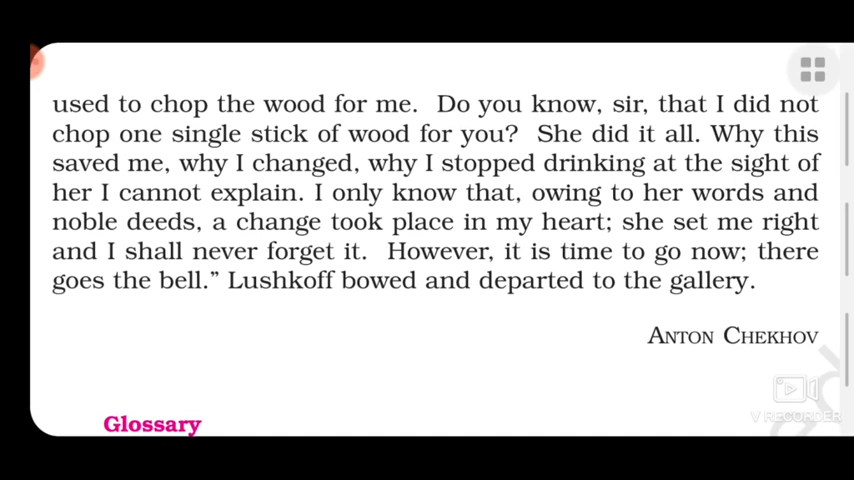 used to chop the wood for me. Do you know, sir, that I did not
chop one single stick of wood for you? She did it all. Why this
saved me, why I changed, why I stopped drinking at the sight of
her I cannot explain. I only know that, owing to her words and
noble deeds, a change took place in my heart; she set me right
and I shall never forget it. However, it is time to go now; there
goes the bell.” Lushkoff bowed and departed to the gallery.
ANTON CHEKHOV
V RECORDER
Glossary